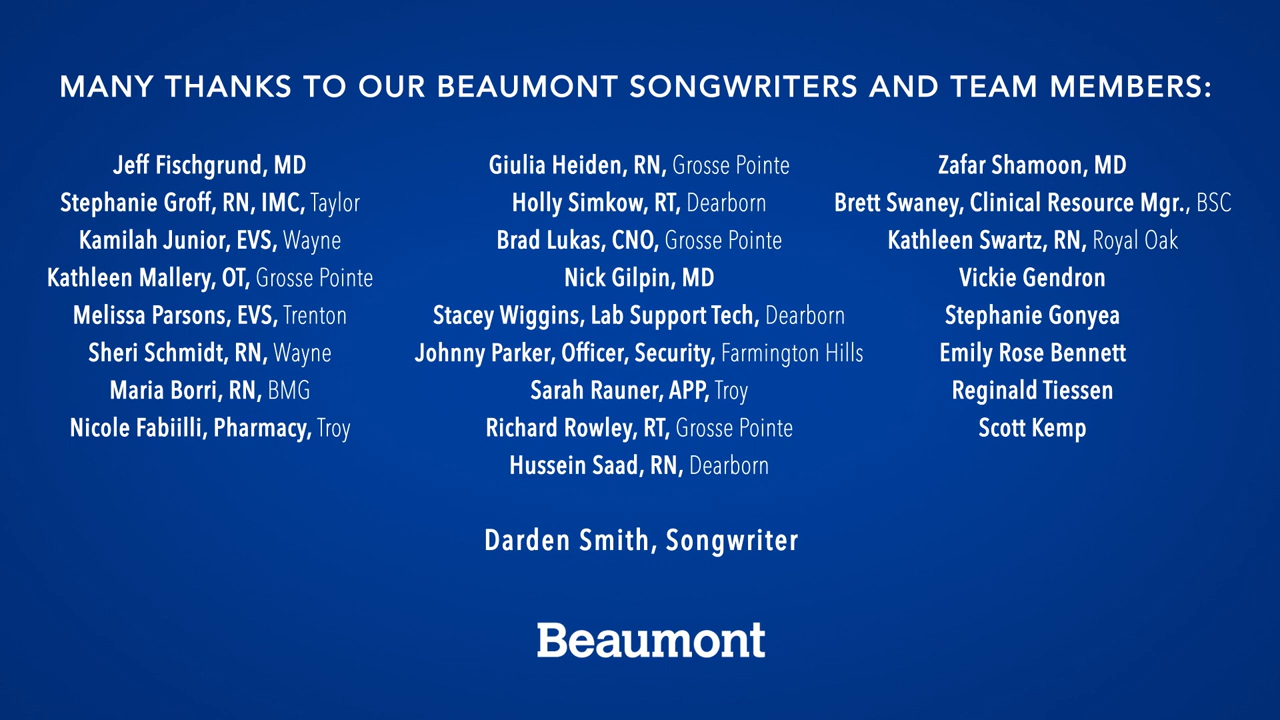 MANY THANKS TO OUR BEAUMONT SONGWRITERS AND TEAM MEMBERS:
Jeff Fischgrund, MD
Stephanie Groff, RN, IMC, Taylor
Kamilah Junior, EVS, Wayne
Kathleen Mallery, OT, Grosse Pointe
Melissa Parsons, EVS, Trenton
Sheri Schmidt, RN, Wayne
Maria Borri, RN, BMG
Nicole Fabiilli, Pharmacy, Troy
Giulia Heiden, RN, Grosse Pointe
Holly Simkow, RT, Dearborn
Brad Lukas, CNO, Grosse Pointe
Nick Gilpin, MD
Stacey Wiggins, Lab Support Tech, Dearborn
Johnny Parker, Officer, Security, Farmington Hills
Sarah Rauner, APP, Troy
Richard Rowley, RT, Grosse Pointe
Hussein Saad, RN, Dearborn
Zafar Shamoon, MD
Brett Swaney, Clinical Resource Mgr., BSC
Kathleen Swartz, RN, Royal Oak
Vickie Gendron
Stephanie Gonyea
Emily Rose Bennett
Reginald Tiessen
Scott Kemp
Darden Smith, Songwriter
Beaumont